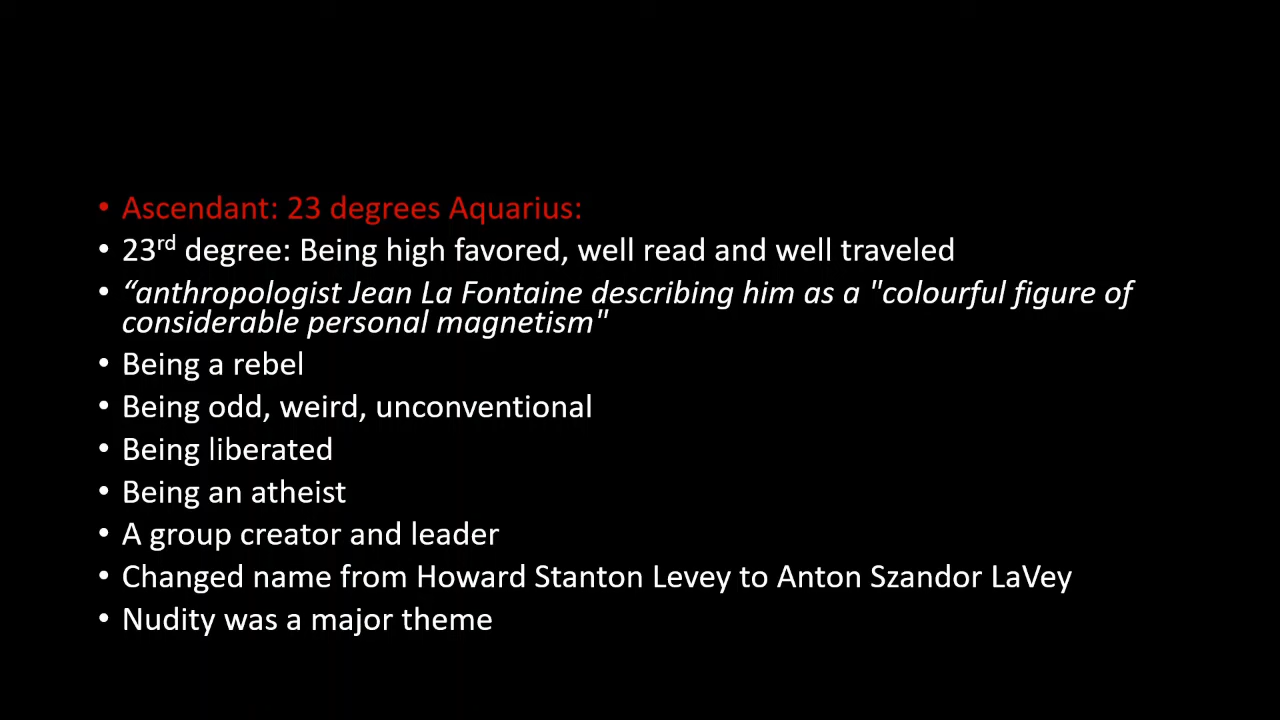 • Ascendant: 23 degrees Aquarius:
• 23rd degree: Being high favored, well read and well traveled
• “anthropologist Jean La Fontaine describing him as a "colourful figure of
considerable personal magnetism"
• Being a rebel
• Being odd, weird, unconventional
• Being liberated
• Being an atheist
• A group creator and leader
• Changed name from Howard Stanton Levey to Anton Szandor LaVey
• Nudity was a major theme